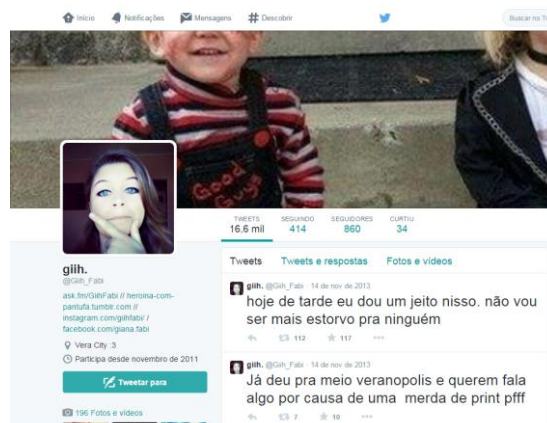 Início Notificações Mensagens # Descobrir Buscar no
Good
Guys
TWEETS SEGUINDO SEGUIDORES CURTIU
16.6 mil 414 860 34
giih.
@Giih_Fabi
ask.fm/GiihFabi // heroina-com-
pantufa.tumblr.com //
instagram.com/giihfabi/ /
facebook.com/giana.fabi
Vera City :3
Participa desde novembro de 2011
Tweetar para
196 Fotos e vídeos
Tweets Tweets e respostas Fotos e vídeos
giih. @Giih_Fabi · 14 de nov de 2013
hoje de tarde eu dou um jeito nisso. não vou
ser mais estorvo pra ninguém
112 117
giih. @Giih_Fabi · 14 de nov de 2013
Já deu pra meio veranopolis e querem fala
algo por causa de uma merda de print pfff
7 10